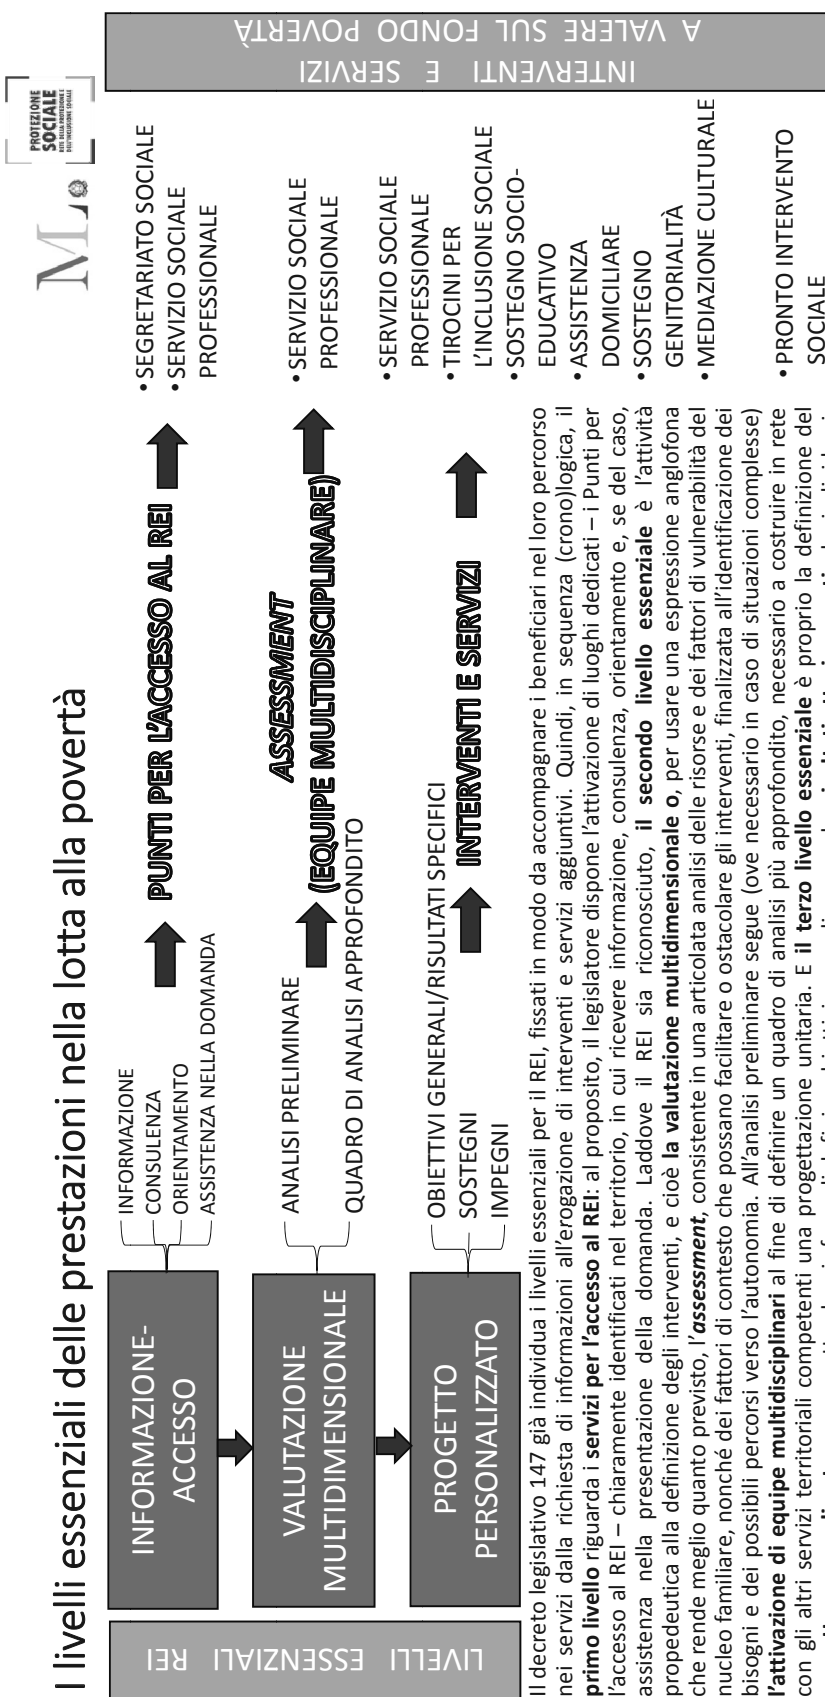 I livelli essenziali delle prestazioni nella lotta alla povertà
PROTEZIONE
SOCIALE
LIVELLI ESSENZIALI REI
INFORMAZIONE-
ACCESSO
INFORMAZIONE
CONSULENZA
ORIENTAMENTO
ASSISTENZA NELLA DOMANDA
PUNTI PER L'ACCESSO AL REI
• SEGRETARIATO SOCIALE
• SERVIZIO SOCIALE
PROFESSIONALE
VALUTAZIONE
MULTIDIMENSIONALE
ANALISI PRELIMINARE
QUADRO DI ANALISI APPROFONDITO
ASSESSMENT
(EQUIPE MULTIDISCIPLINARE)
• SERVIZIO SOCIALE
PROFESSIONALE
PROGETTO
PERSONALIZZATO
OBIETTIVI GENERALI/RISULTATI SPECIFICI
SOSTEGNI
IMPEGNI
INTERVENTI E SERVIZI
• SERVIZIO SOCIALE
PROFESSIONALE
• TIROCINI PER
L'INCLUSIONE SOCIALE
• SOSTEGNO SOCIO-
EDUCATIVO
• ASSISTENZA
DOMICILIARE
• SOSTEGNO
GENITORIALITÀ
• MEDIAZIONE CULTURALE
• PRONTO INTERVENTO
SOCIALE
INTERVENTI E SERVIZI
A VALERE SUL FONDO POVERTÀ
Il decreto legislativo 147 già individua i livelli essenziali per il REI, fissati in modo da accompagnare i beneficiari nel loro percorso
nei servizi dalla richiesta di informazioni all'erogazione di interventi e servizi aggiuntivi. Quindi, in sequenza (crono)logica, il
primo livello riguarda i servizi per l'accesso al REI: al proposito, il legislatore dispone l'attivazione di luoghi dedicati – i Punti per
l'accesso al REI – chiaramente identificati nel territorio, in cui ricevere informazione, consulenza, orientamento e, se del caso,
assistenza nella presentazione della domanda. Laddove il REI sia riconosciuto, il secondo livello essenziale è l'attività
propedeutica alla definizione degli interventi, e cioè la valutazione multidimensionale o, per usare una espressione anglofona
che rende meglio quanto previsto, l'assessment, consistente in una articolata analisi delle risorse e dei fattori di vulnerabilità del
nucleo familiare, nonché dei fattori di contesto che possano facilitare o ostacolare gli interventi, finalizzata all'identificazione dei
bisogni e dei possibili percorsi verso l'autonomia. All'analisi preliminare segue (ove necessario in caso di situazioni complesse)
l'attivazione di equipe multidisciplinari al fine di definire un quadro di analisi più approfondito, necessario a costruire in rete
con gli altri servizi territoriali competenti una progettazione unitaria. E il terzo livello essenziale è proprio la definizione del